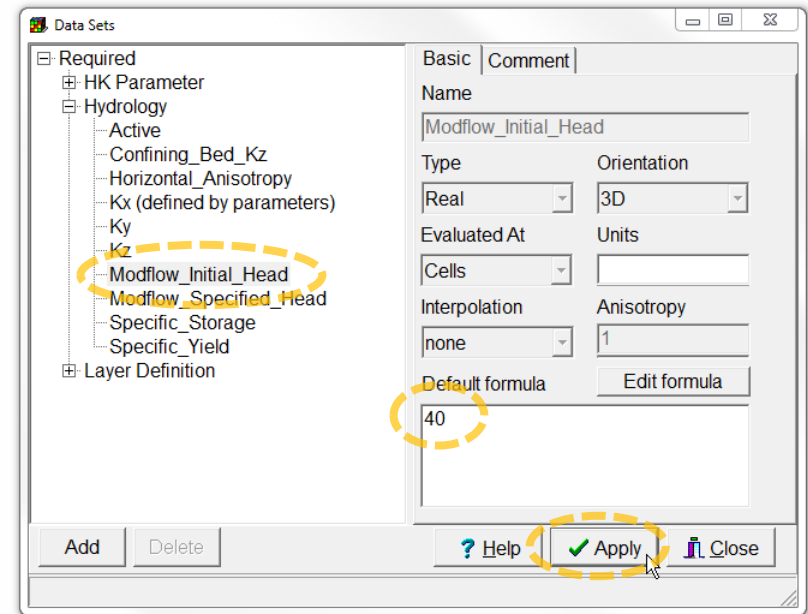 Data Sets
Required
HK Parameter
Hydrology
Active
Confining_Bed_Kz
Horizontal_Anisotropy
Kx (defined by parameters)
Ky
Kz
Modflow_Initial_Head
Modflow_Specified_Head
Specific_Storage
Specific_Yield
Layer Definition
Basic Comment
Name
Modflow_Initial_Head
Type Orientation
Real 3D
Evaluated At Units
Cells
Interpolation Anisotropy
none 1
Default formula Edit formula
40
Add Delete ? Help Apply Close